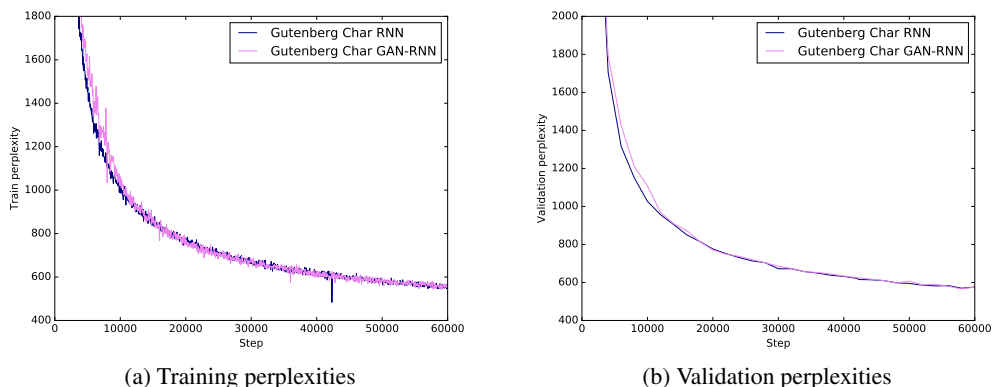 1800
1600
1400
1200
1000
800
600
400
Train perplexity
0 10000 20000 30000 40000 50000 60000
Step
Gutenberg Char RNN
Gutenberg Char GAN-RNN
(a) Training perplexities
2000
1800
1600
1400
1200
1000
800
600
400
Validation perplexity
0 10000 20000 30000 40000 50000 60000
Step
Gutenberg Char RNN
Gutenberg Char GAN-RNN
(b) Validation perplexities